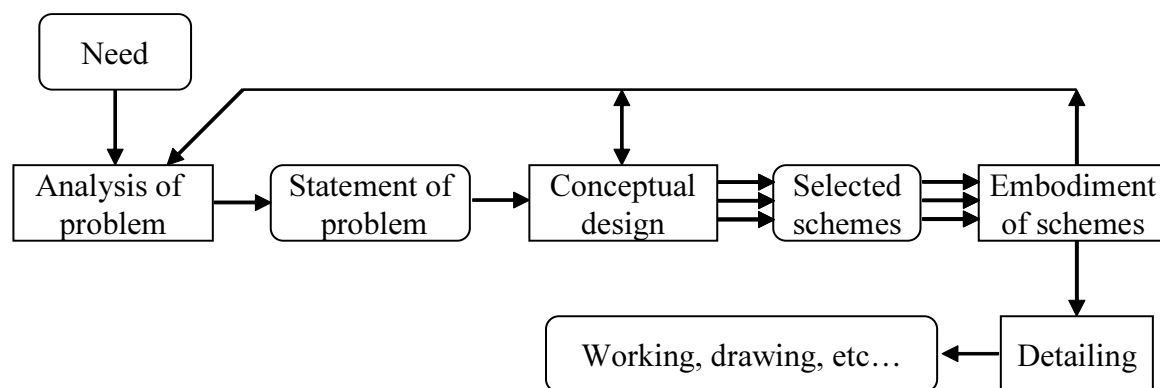 Need
Analysis of
problem
Statement of
problem
Conceptual
design
Selected
schemes
Embodiment
of schemes
Working, drawing, etc…
Detailing